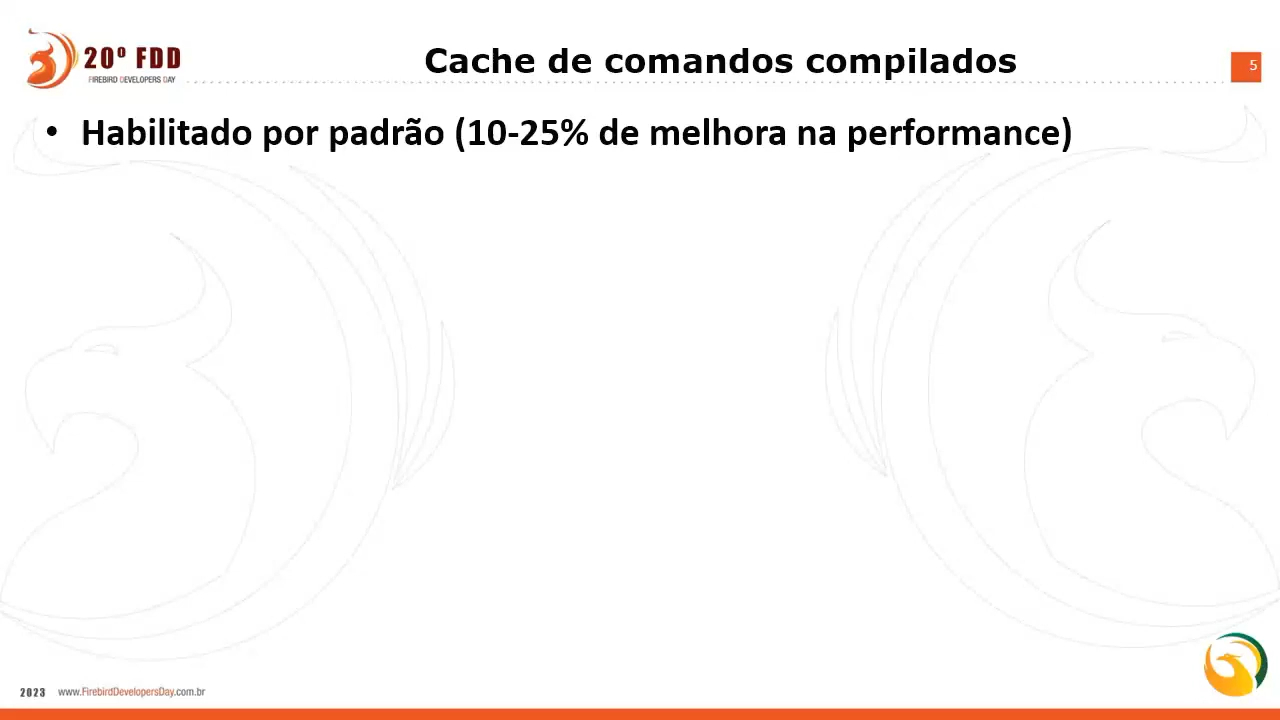 20º FDD
FIREBIRD DEVELOPERS DAY
Cache de comandos compilados
5
• Habilitado por padrão (10-25% de melhora na performance)
2023 www.FirebirdDevelopersDay.com.br